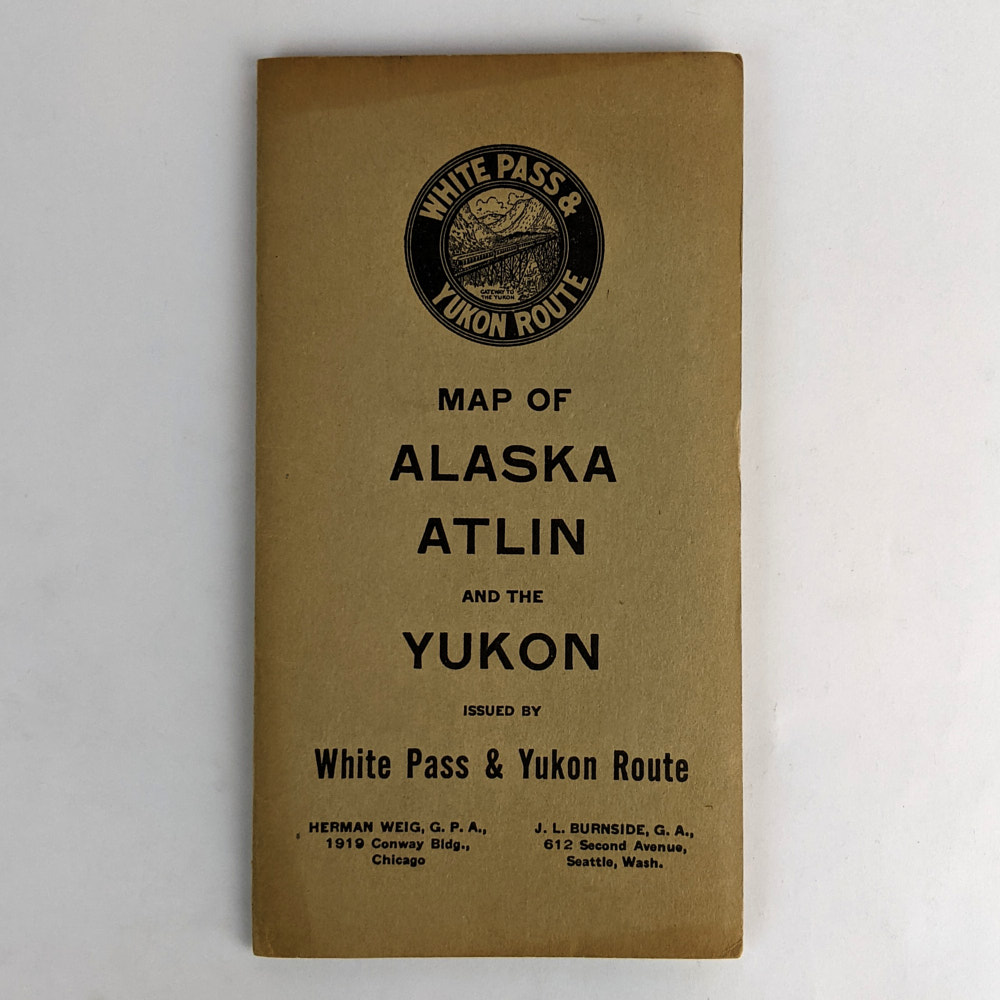 WHITE PASS &
GATEWAY TO
THE YUKON
YUKON ROUTE
MAP OF
ALASKA
ATLIN
AND THE
YUKON
ISSUED BY
White Pass & Yukon Route
HERMAN WEIG, G. P. A.,
1919 Conway Bldg.,
Chicago
J. L. BURNSIDE, G. A.,
612 Second Avenue,
Seattle, Wash.